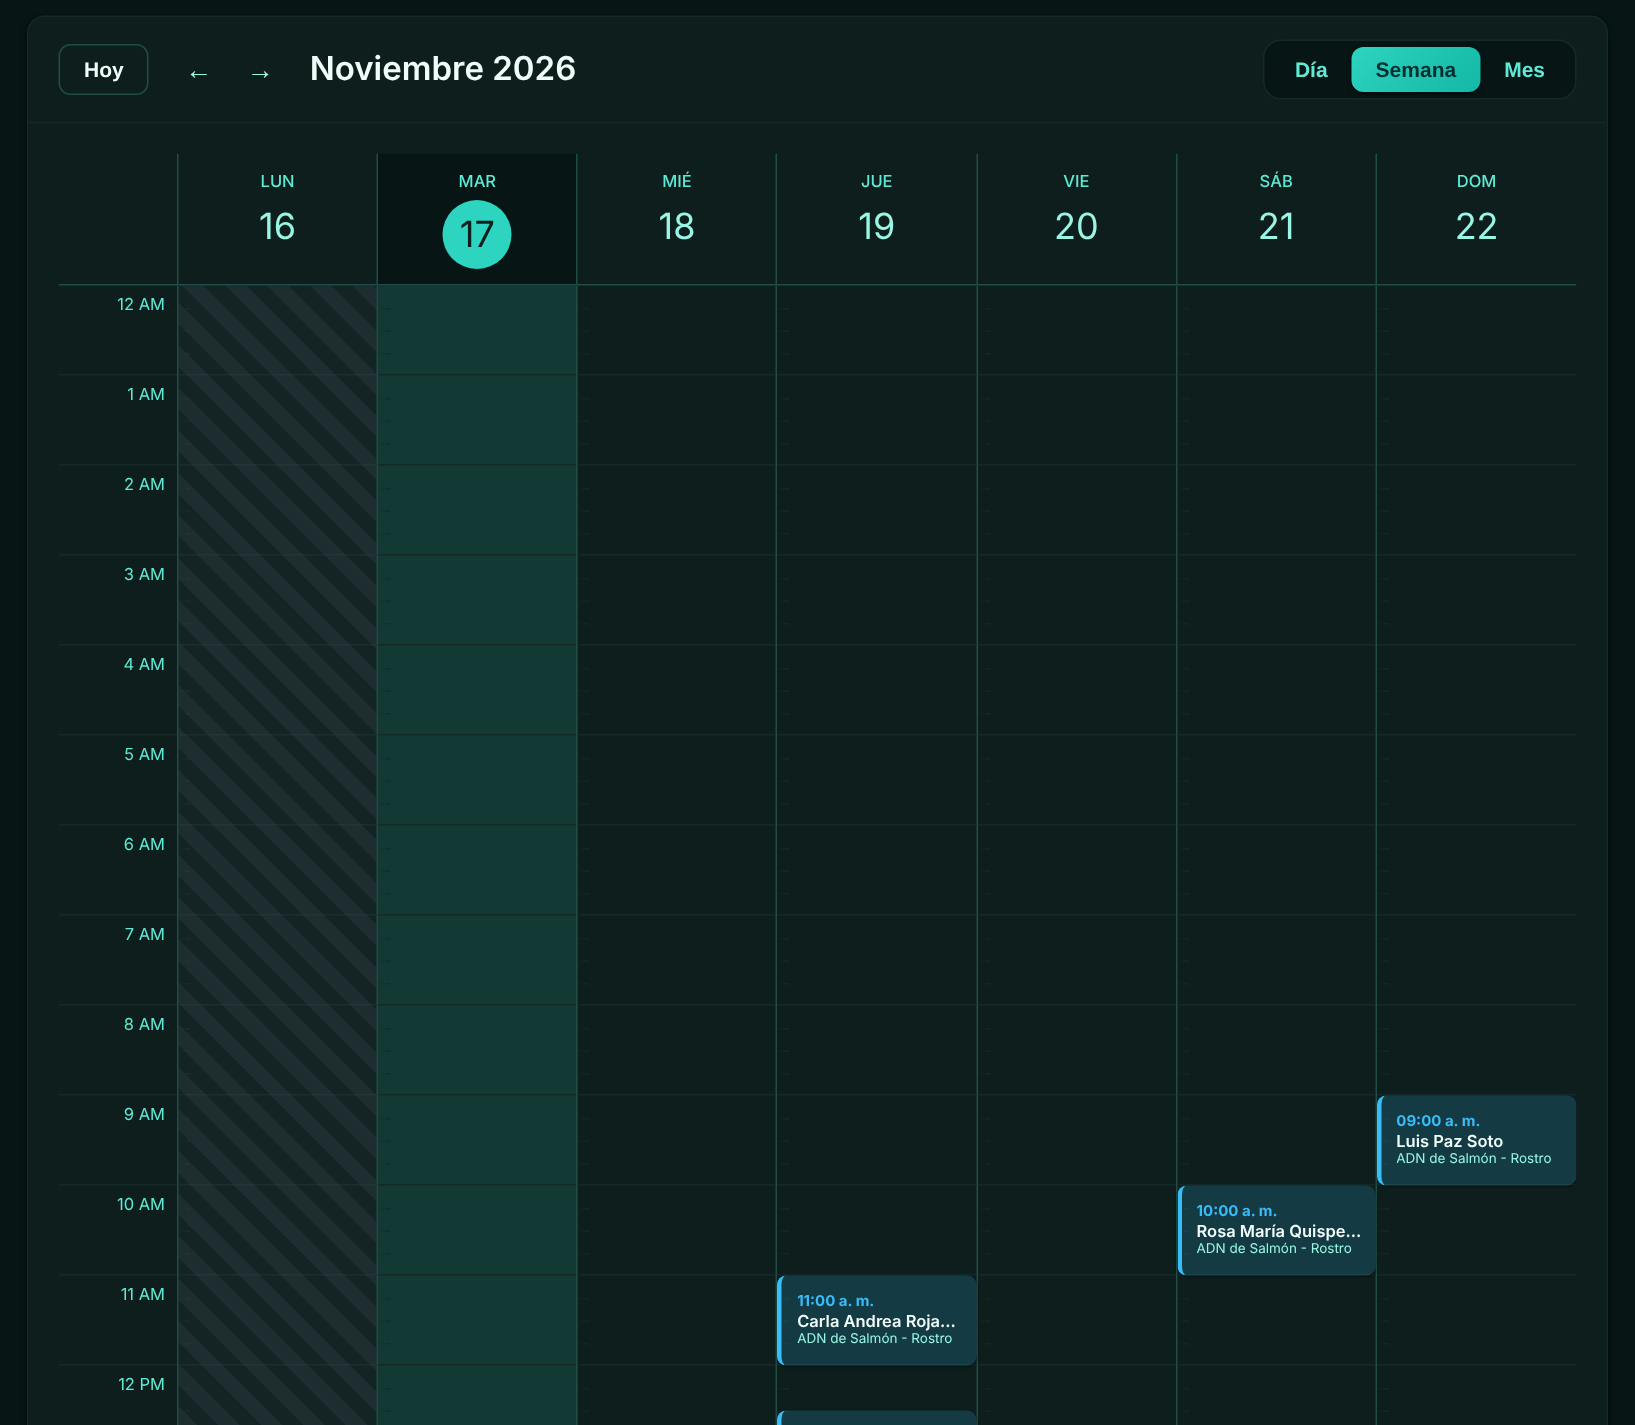 Hoy ← → Noviembre 2026 Día Semana Mes
LUN MAR MIÉ JUE VIE SÁB DOM
16 17 18 19 20 21 22
12 AM
1 AM
2 AM
3 AM
4 AM
5 AM
6 AM
7 AM
8 AM
9 AM
09:00 a. m.
Luis Paz Soto
ADN de Salmón - Rostro
10 AM
10:00 a. m.
Rosa María Quispe...
ADN de Salmón - Rostro
11 AM
11:00 a. m.
Carla Andrea Roja...
ADN de Salmón - Rostro
12 PM